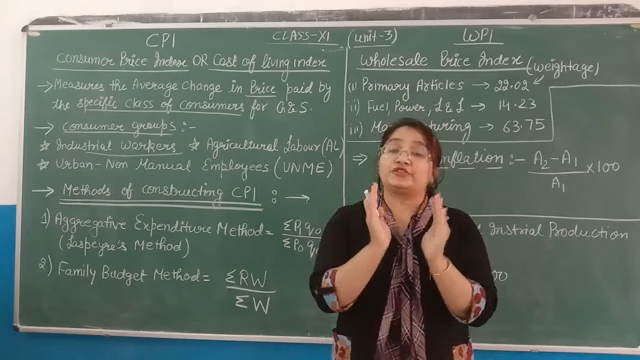 CPI
CLASS-XI
(unit-3)
WPI
Consumer Price Index OR Cost of living index
→ Measures the Average Change in Price paid by
the specific class of consumers for G&S.
→ Consumer groups:-
☆ Industrial Workers ☆ Agricultural Labour (AL)
☆ Urban-Non Manual Employees (UNME)
→ Methods of constructing CPI : →
1) Aggregative Expenditure Method = ΣP₁q₀
ΣP₀q
(Laspeyre's Method)
2) Family Budget Method = ΣRW
ΣW
Wholesale Price Index (weightage)
(i) Primary Articles → 22.02
ii) Fuel, Power, L & L → 14.23
iii) Ma facturing → 63.75
⇒ Inflation :- A₂-A₁ ×100
A₁
Production